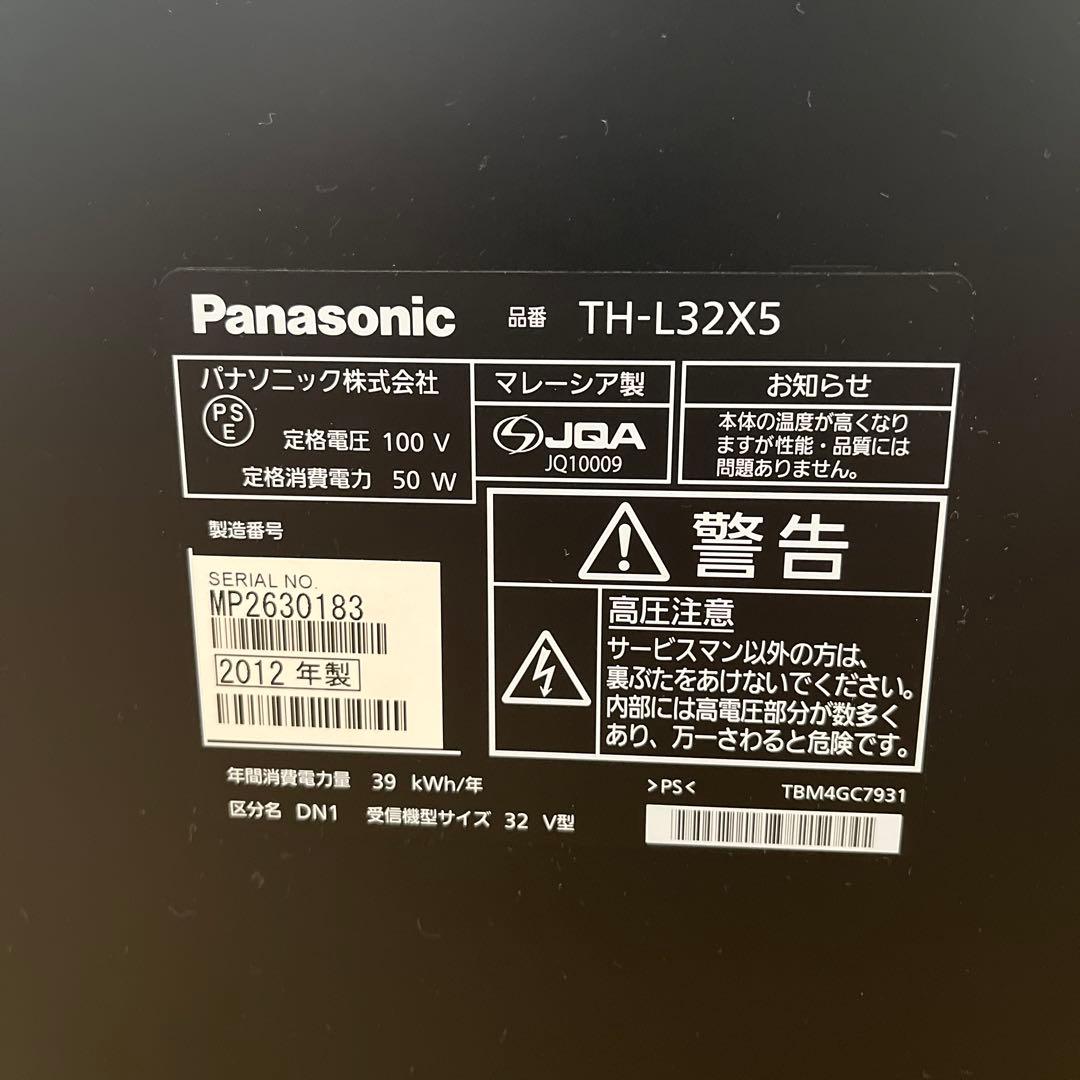 Panasonic 品番 TH-L32X5
パナソニック株式会社
PS
E
定格電圧 100 V
定格消費電力 50 W
マレーシア製
JQA
JQ10009
お知らせ
本体の温度が高くなり
ますが性能・品質には
問題ありません。
製造番号
SERIAL NO.
MP2630183
2012 年製
警告
高圧注意
サービスマン以外の方は、
裏ぶたをあけないでください。
内部には高電圧部分が数多く
あり、万一さわると危険です。
年間消費電力量 39 kWh/年
区分名 DN1 受信機型サイズ 32 V型
>PS<
TBM4GC7931